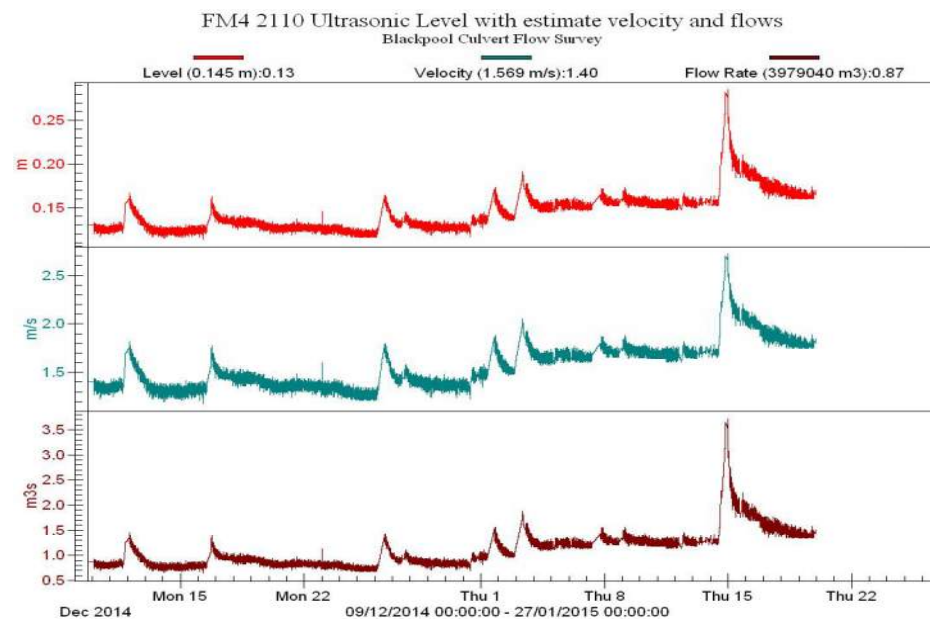 FM4 2110 Ultrasonic Level with estimate velocity and flows
Blackpool Culvert Flow Survey
Level (0.145 m):0.13 Velocity (1.569 m/s):1.40 Flow Rate (3979040 m3):0.87
0.25
m 0.20
0.15
2.5
m/s 2.0
1.5
3.5
3.0
2.5
m3s 2.0
1.5
1.0
0.5
Mon 15 Mon 22 Thu 1 Thu 8 Thu 15 Thu 22
Dec 2014 09/12/2014 00:00:00 - 27/01/2015 00:00:00